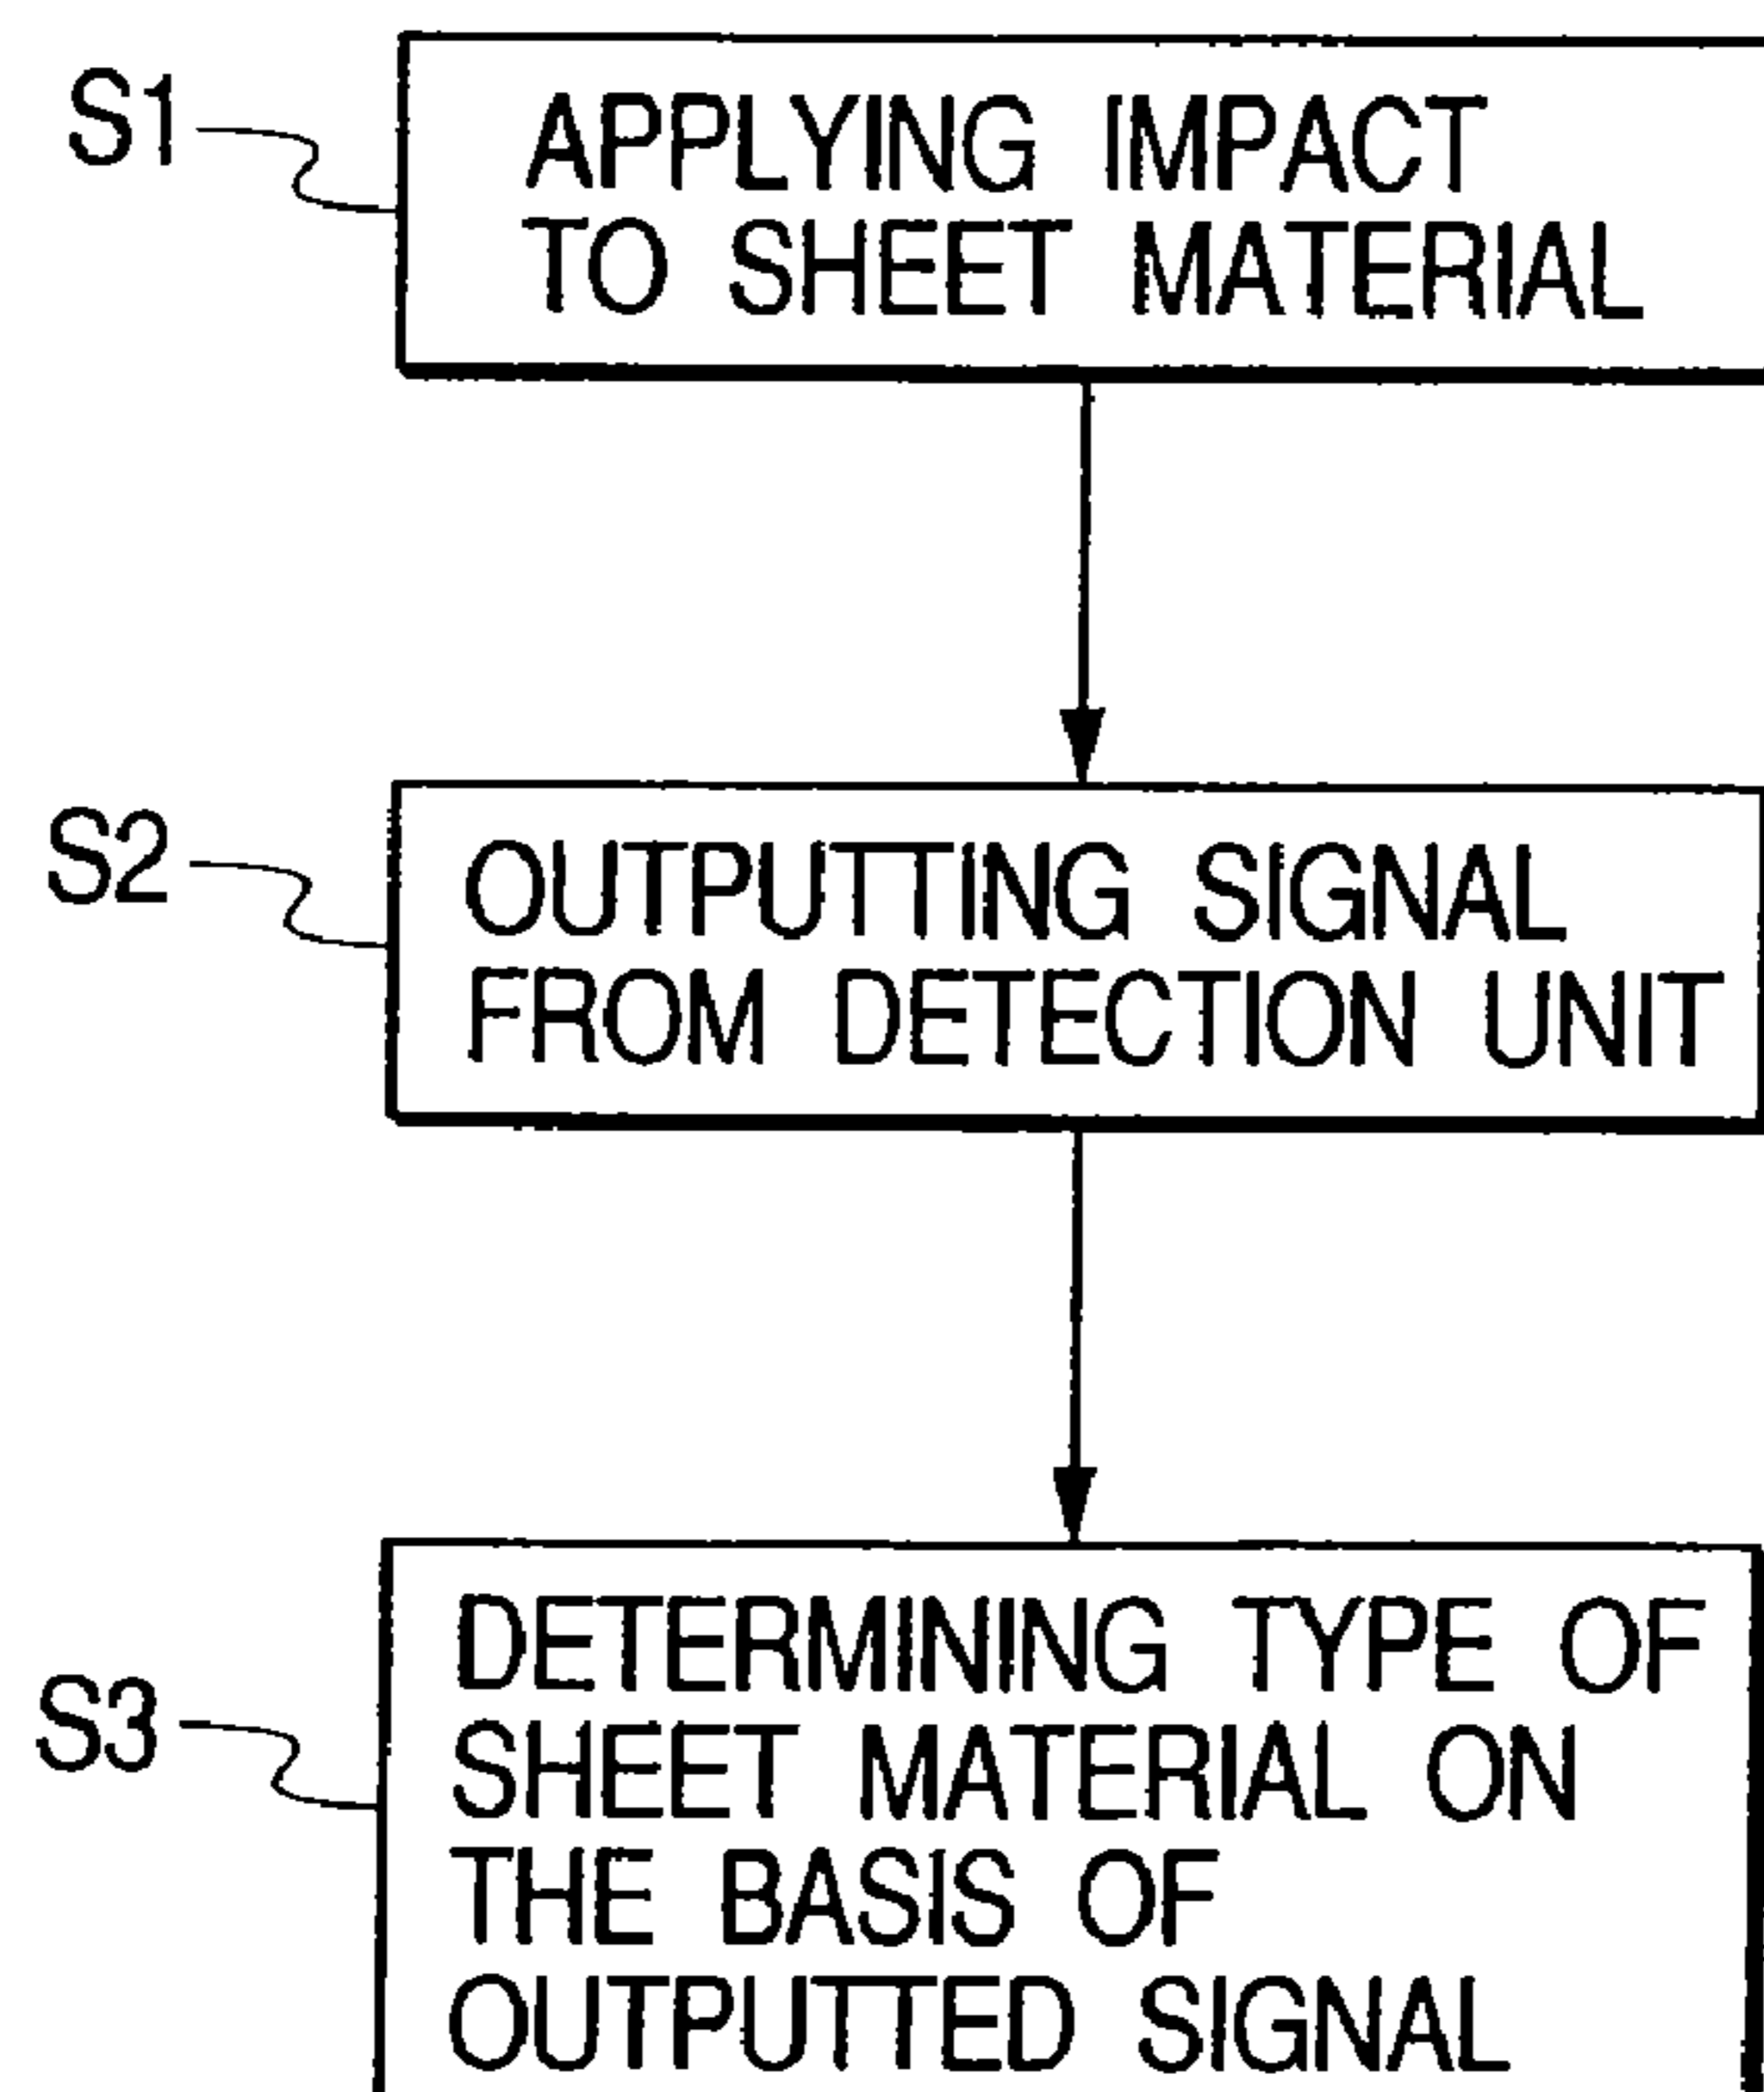 S1
APPLYING IMPACT
TO SHEET MATERIAL
S2
OUTPUTTING SIGNAL
FROM DETECTION UNIT
S3
DETERMINING TYPE OF
SHEET MATERIAL ON
THE BASIS OF
OUTPUTTED SIGNAL